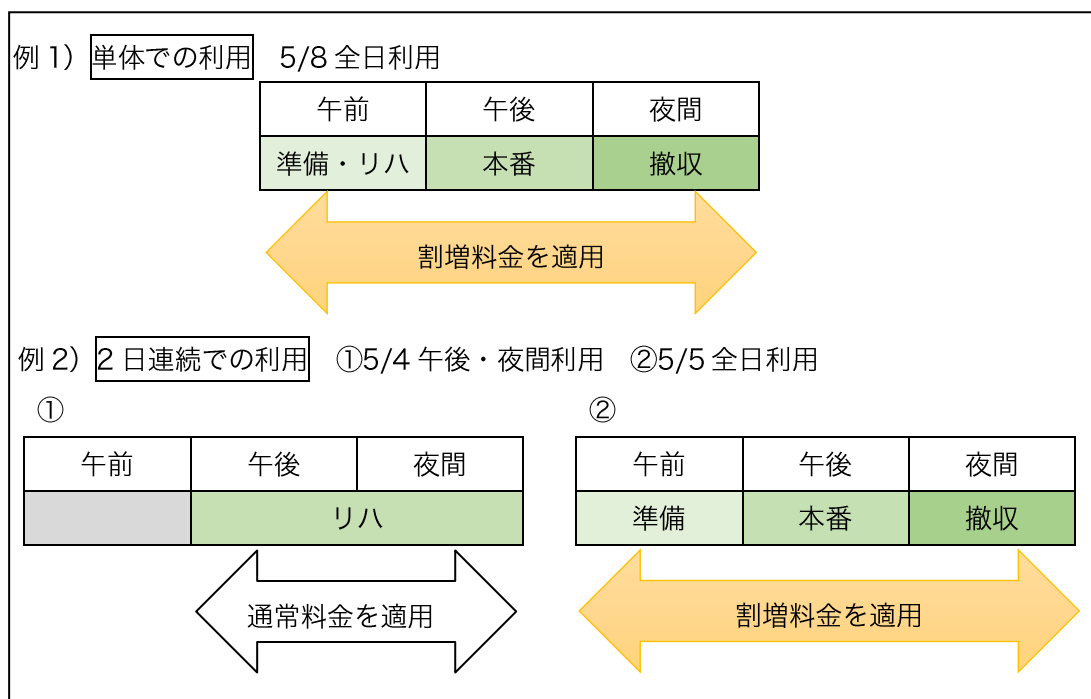 例1）単体での利用 5/8全日利用
午前 午後 夜間
準備・リハ 本番 撤収
割増料金を適用
例2）2日連続での利用 ①5/4午後・夜間利用 ②5/5全日利用
① ②
午前 午後 夜間 午前 午後 夜間
リハ 準備 本番 撤収
通常料金を適用 割増料金を適用